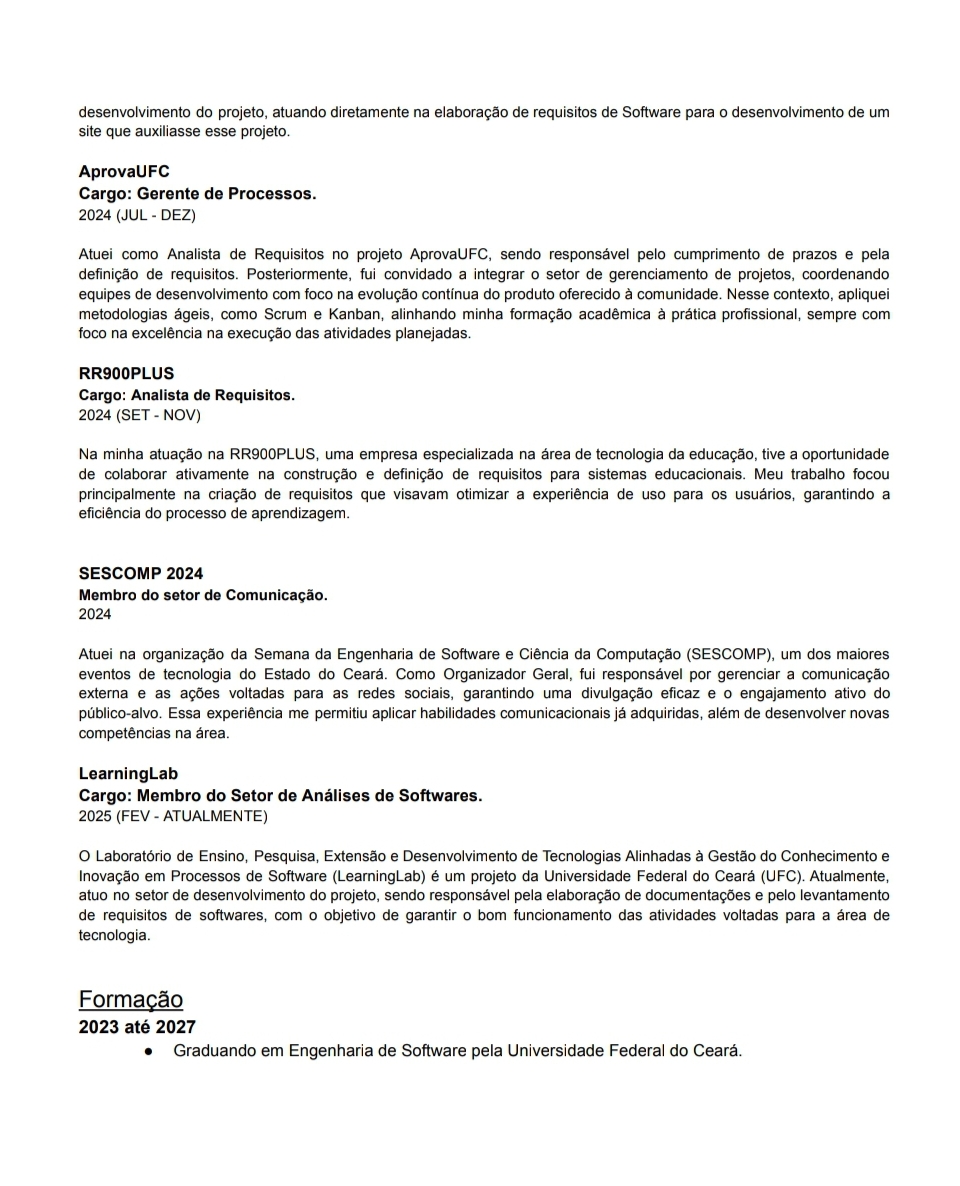 desenvolvimento do projeto, atuando diretamente na elaboração de requisitos de Software para o desenvolvimento de um
site que auxiliasse esse projeto.
AprovaUFC
Cargo: Gerente de Processos.
2024 (JUL - DEZ)
Atuei como Analista de Requisitos no projeto AprovaUFC, sendo responsável pelo cumprimento de prazos e pela
definição de requisitos. Posteriormente, fui convidado a integrar o setor de gerenciamento de projetos, coordenando
equipes de desenvolvimento com foco na evolução contínua do produto oferecido à comunidade. Nesse contexto, apliquei
metodologias ágeis, como Scrum e Kanban, alinhando minha formação acadêmica à prática profissional, sempre com
foco na excelência na execução das atividades planejadas.
RR900PLUS
Cargo: Analista de Requisitos.
2024 (SET - NOV)
Na minha atuação na RR900PLUS, uma empresa especializada na área de tecnologia da educação, tive a oportunidade
de colaborar ativamente na construção e definição de requisitos para sistemas educacionais. Meu trabalho focou
principalmente na criação de requisitos que visavam otimizar a experiência de uso para os usuários, garantindo a
eficiência do processo de aprendizagem.
SESCOMP 2024
Membro do setor de Comunicação.
2024
Atuei na organização da Semana da Engenharia de Software e Ciência da Computação (SESCOMP), um dos maiores
eventos de tecnologia do Estado do Ceará. Como Organizador Geral, fui responsável por gerenciar a comunicação
externa e as ações voltadas para as redes sociais, garantindo uma divulgação eficaz e o engajamento ativo do
público-alvo. Essa experiência me permitiu aplicar habilidades comunicacionais já adquiridas, além de desenvolver novas
competências na área.
LearningLab
Cargo: Membro do Setor de Análises de Softwares.
2025 (FEV - ATUALMENTE)
O Laboratório de Ensino, Pesquisa, Extensão e Desenvolvimento de Tecnologias Alinhadas à Gestão do Conhecimento e
Inovação em Processos de Software (LearningLab) é um projeto da Universidade Federal do Ceará (UFC). Atualmente,
atuo no setor de desenvolvimento do projeto, sendo responsável pela elaboração de documentações e pelo levantamento
de requisitos de softwares, com o objetivo de garantir o bom funcionamento das atividades voltadas para a área de
tecnologia.
Formação
2023 até 2027
● Graduando em Engenharia de Software pela Universidade Federal do Ceará.